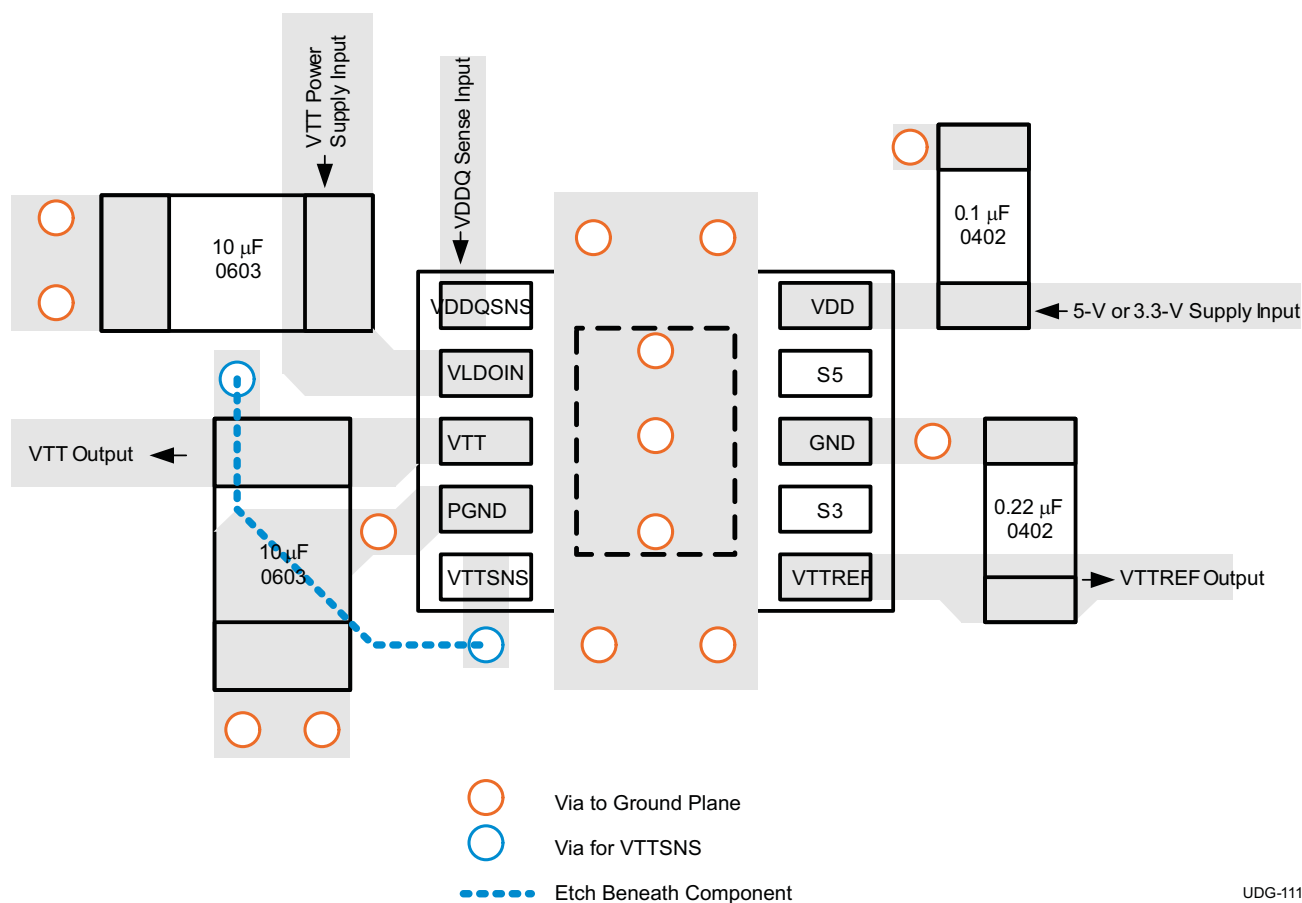 VTT Power
Supply Input
VDDQ Sense Input
10 μF
0603
0.1 μF
0402
VDDQSNS
VDD
5-V or 3.3-V Supply Input
VLDOIN
S5
VTT Output
VTT
GND
PGND
S3
0.22 μF
0402
10 μF
0603
VTTSNS
VTTREF
VTTREF Output
Via to Ground Plane
Via for VTTSNS
Etch Beneath Component
UDG-111